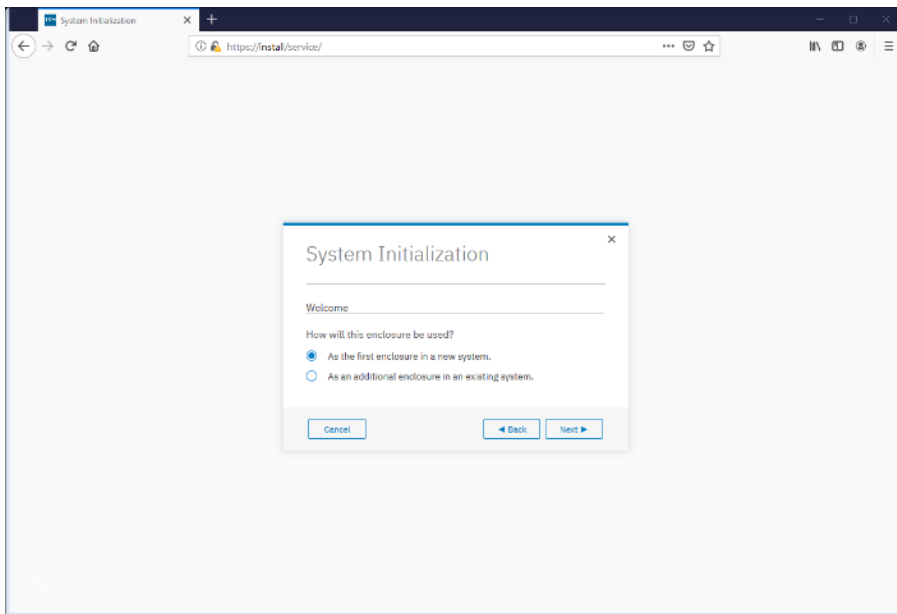 System Initialization
https://install/service/
System Initialization
Welcome
How will this enclosure be used?
As the first enclosure in a new system.
As an additional enclosure in an existing system.
Cancel
Back
Next